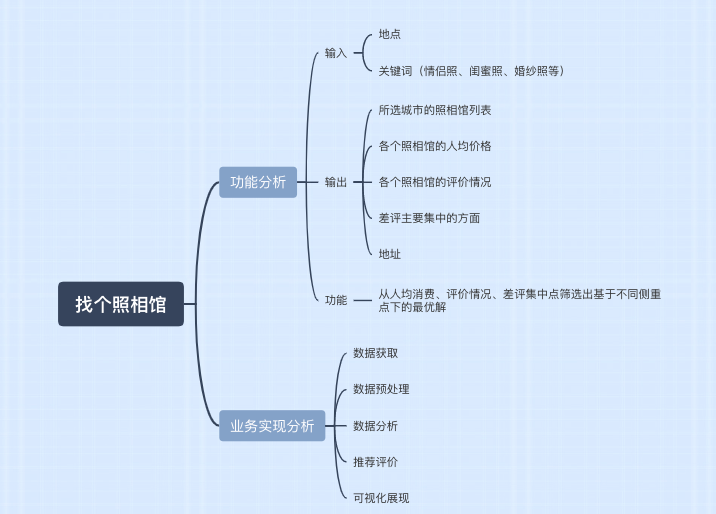 找个照相馆
功能分析
输入
地点
关键词（情侣照、闺蜜照、婚纱照等）
输出
所选城市的照相馆列表
各个照相馆的人均价格
各个照相馆的评价情况
差评主要集中的方面
地址
功能
从人均消费、评价情况、差评集中点筛选出基于不同侧重
点下的最优解
业务实现分析
数据获取
数据预处理
数据分析
推荐评价
可视化展现